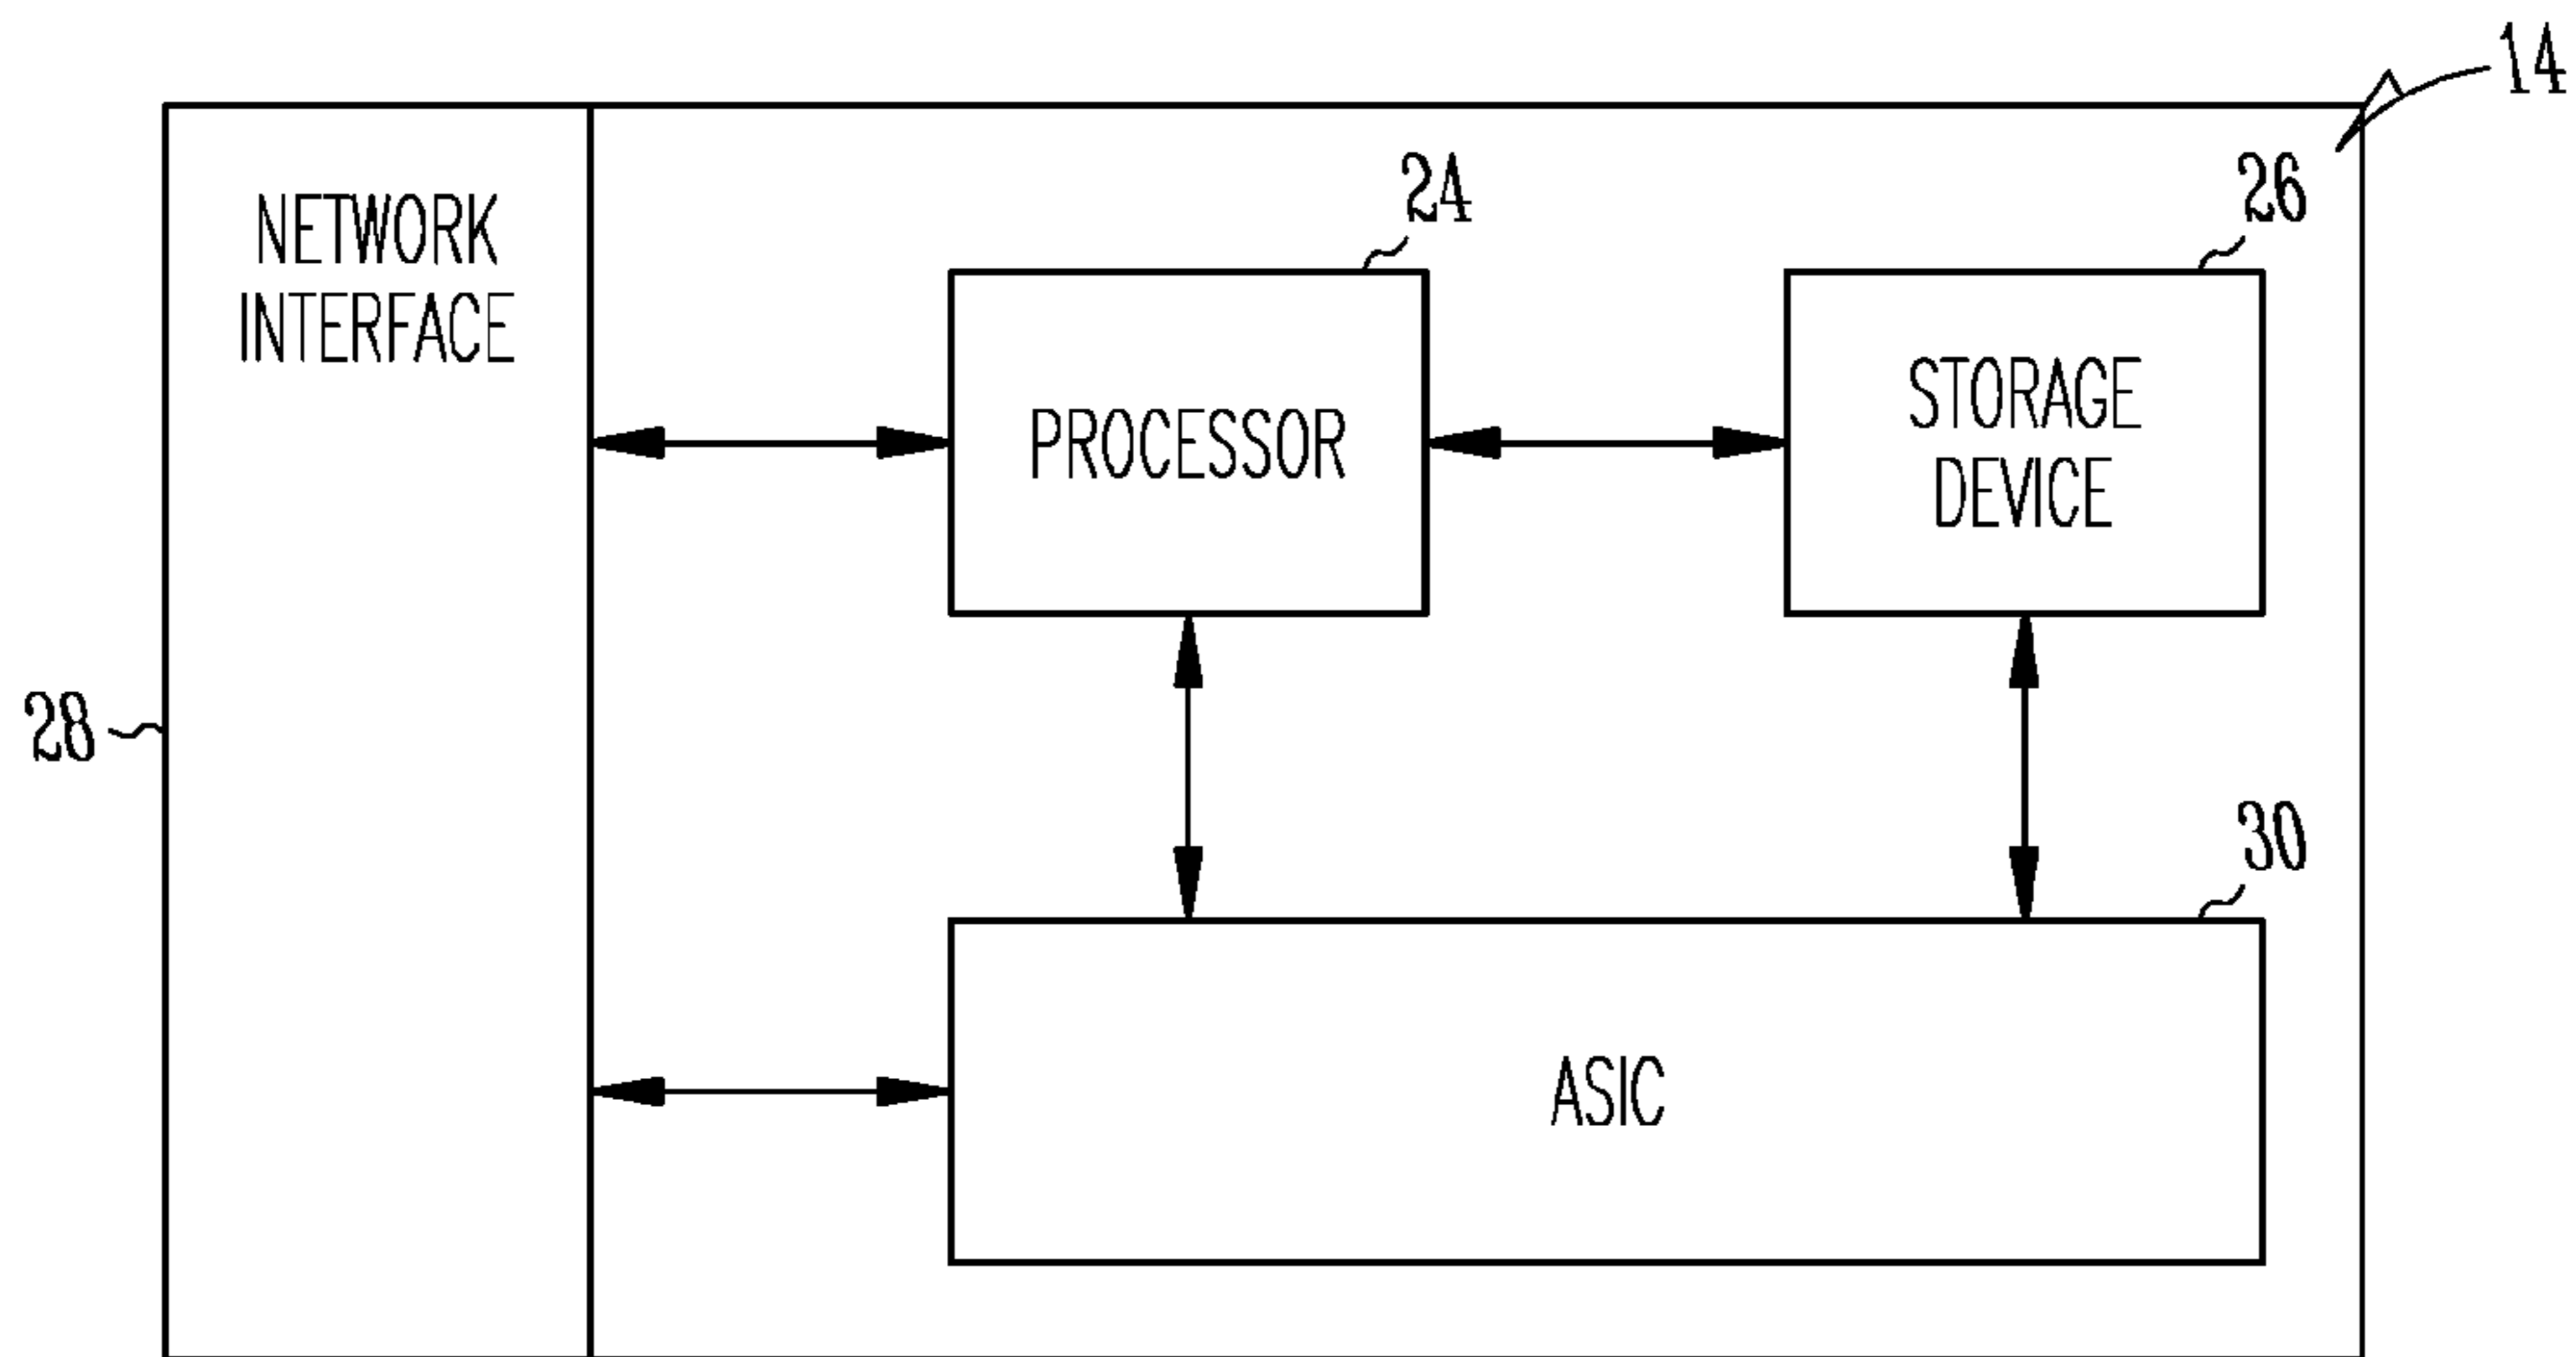 14
NETWORK
INTERFACE
24
26
PROCESSOR
STORAGE
DEVICE
28
30
ASIC